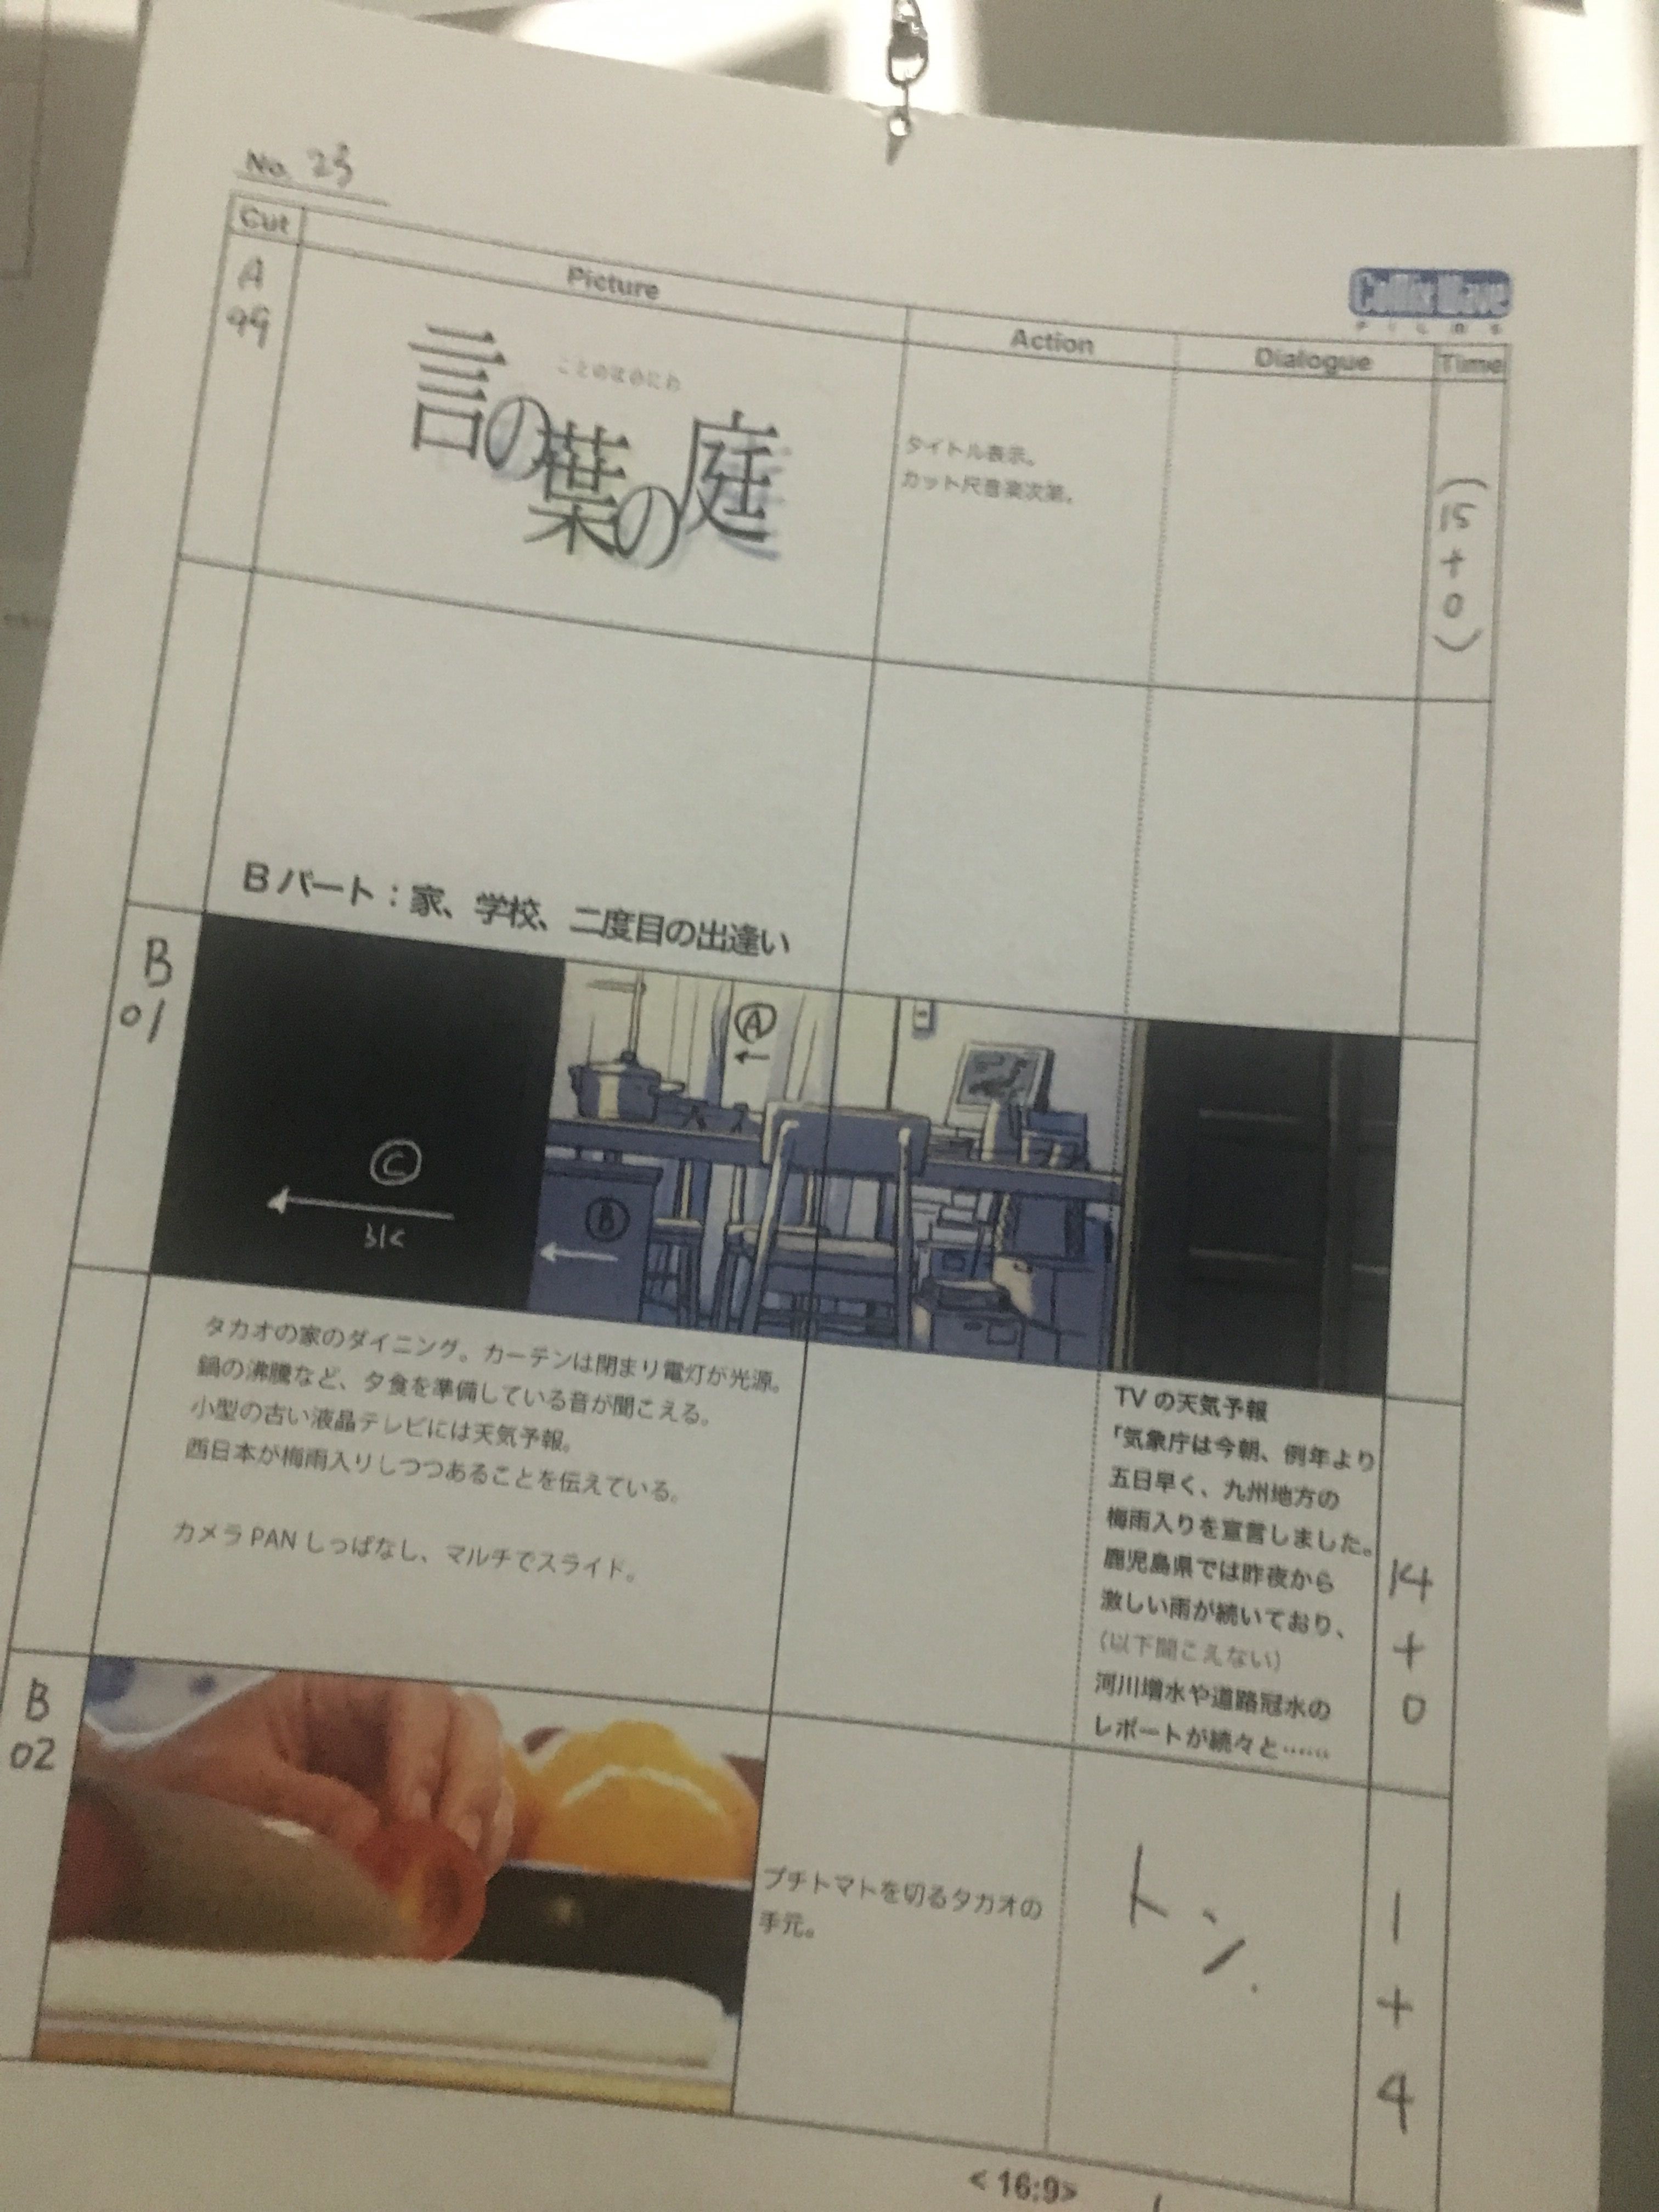 No. 23
Cut
Picture
Action
Dialogue
Time
CoMix Wave
FILMS
A
99
ことのはのにわ
言の葉の庭
タイトル表示。
カット尺音楽次第。
(15
+
0)
Bパート：家、学校、二度目の出逢い
B
01
A
B
C
引く
タカオの家のダイニング。カーテンは閉まり電灯が光源。
鍋の沸騰など、夕食を準備している音が聞こえる。
小型の古い液晶テレビには天気予報。
西日本が梅雨入りしつつあることを伝えている。
カメラPANしっぱなし、マルチでスライド。
TVの天気予報
「気象庁は今朝、例年より
五日早く、九州地方の
梅雨入りを宣言しました。
鹿児島県では昨夜から
激しい雨が続いており、
(以下聞こえない)
河川増水や道路冠水の
レポートが続々と……
14
+
0
B
02
プチトマトを切るタカオの
手元。
トン.
1
+
4
<16:9>